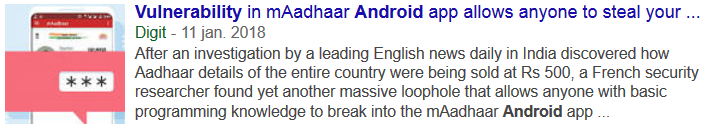 mAadhaar
***
Vulnerability in mAadhaar Android app allows anyone to steal your ...
Digit - 11 jan. 2018
After an investigation by a leading English news daily in India discovered how
Aadhaar details of the entire country were being sold at Rs 500, a French security
researcher found yet another massive loophole that allows anyone with basic
programming knowledge to break into the mAadhaar Android app ...